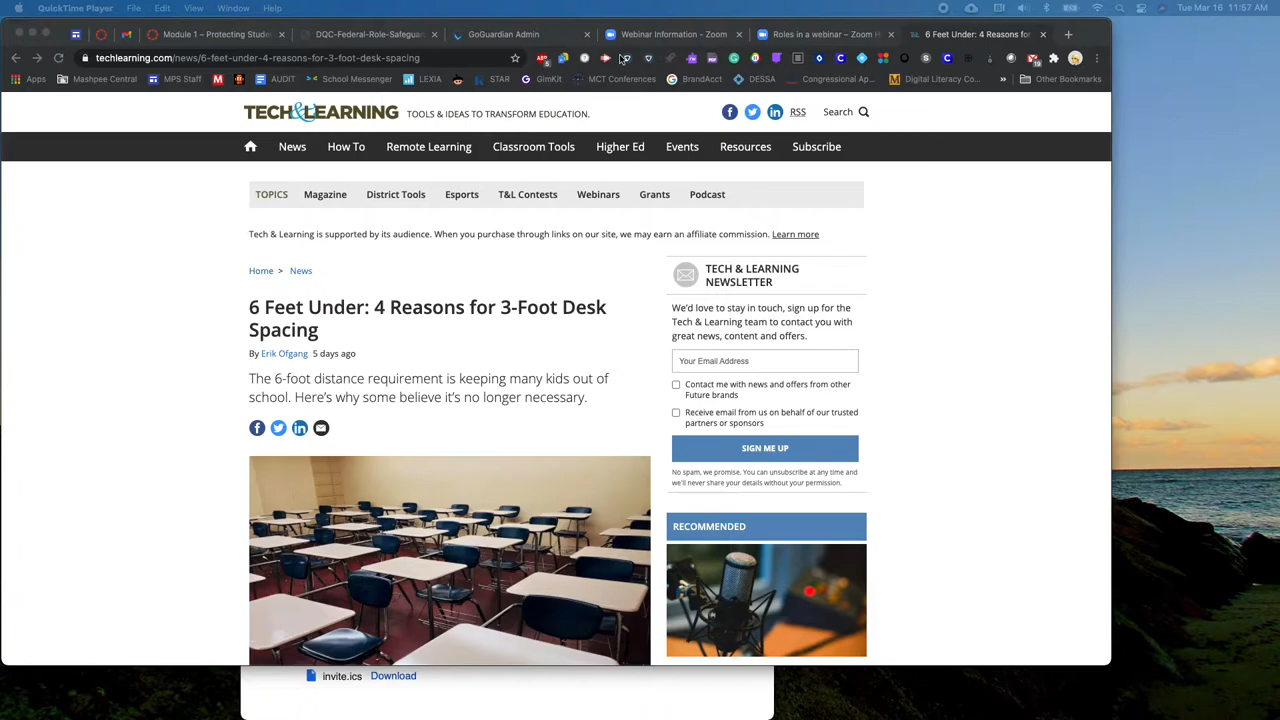 QuickTime Player File Edit View Window Help Tue Mar 16 11:57 AM
Module 1 – Protecting Stude DQC-Federal-Role-Safeguar GoGuardian Admin Webinar Information - Zoom Roles in a webinar – Zoom H 6 Feet Under: 4 Reasons for
techlearning.com/news/6-feet-under-4-reasons-for-3-foot-desk-spacing
Apps Mashpee Central MPS Staff AUDIT School Messenger LEXIA STAR GimKit MCT Conferences BrandAcct DESSA Congressional Ap... Digital Literacy Co... » Other Bookmarks
TECH & LEARNING TOOLS & IDEAS TO TRANSFORM EDUCATION. RSS Search
News How To Remote Learning Classroom Tools Higher Ed Events Resources Subscribe
TOPICS Magazine District Tools Esports T&L Contests Webinars Grants Podcast
Tech & Learning is supported by its audience. When you purchase through links on our site, we may earn an affiliate commission. Learn more
Home > News
6 Feet Under: 4 Reasons for 3-Foot Desk
Spacing
By Erik Ofgang 5 days ago
The 6-foot distance requirement is keeping many kids out of
school. Here's why some believe it's no longer necessary.
TECH & LEARNING
NEWSLETTER
We'd love to stay in touch, sign up for the
Tech & Learning team to contact you with
great news, content and offers.
Your Email Address
Contact me with news and offers from other
Future brands
Receive email from us on behalf of our trusted
partners or sponsors
SIGN ME UP
No spam, we promise. You can unsubscribe at any time and
we'll never share your details without your permission.
RECOMMENDED
invite.ics Download